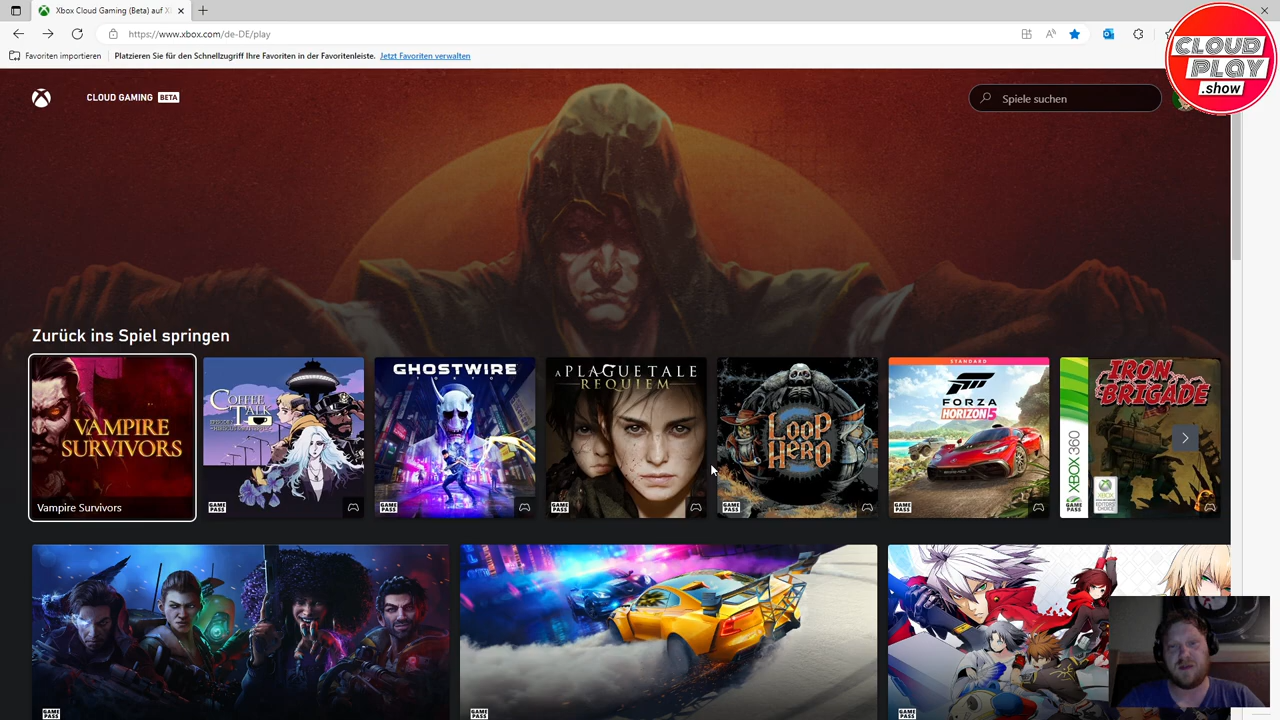 Xbox Cloud Gaming (Beta) auf X
https://www.xbox.com/de-DE/play
Favoriten importieren
Platzieren Sie für den Schnellzugriff Ihre Favoriten in der Favoritenleiste. Jetzt Favoriten verwalten
CLOUD
PLAY
.show
CLOUD GAMING BETA
Spiele suchen
Zurück ins Spiel springen
VAMPIRE
SURVIVORS
Vampire Survivors
COFFEE
TALK
GAME
PASS
GHOSTWIRE
GAME
PASS
A PLAGUE TALE
REQUIEM
GAME
PASS
LOOP
HERO
GAME
PASS
STANDARD
FORZA
HORIZON 5
GAME
PASS
XBOX 360
IRON
BRIGADE
GAME
PASS
XBOX
EDITOR'S
CHOICE
GAME
PASS
GAME
PASS
GAME
PASS